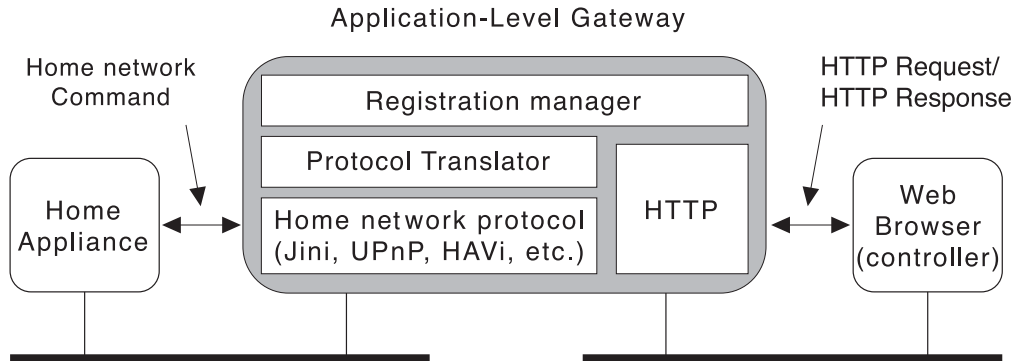 Application-Level Gateway
Home network
Command
HTTP Request/
HTTP Response
Registration manager
Protocol Translator
Home network protocol
(Jini, UPnP, HAVi, etc.)
HTTP
Home
Appliance
Web
Browser
(controller)